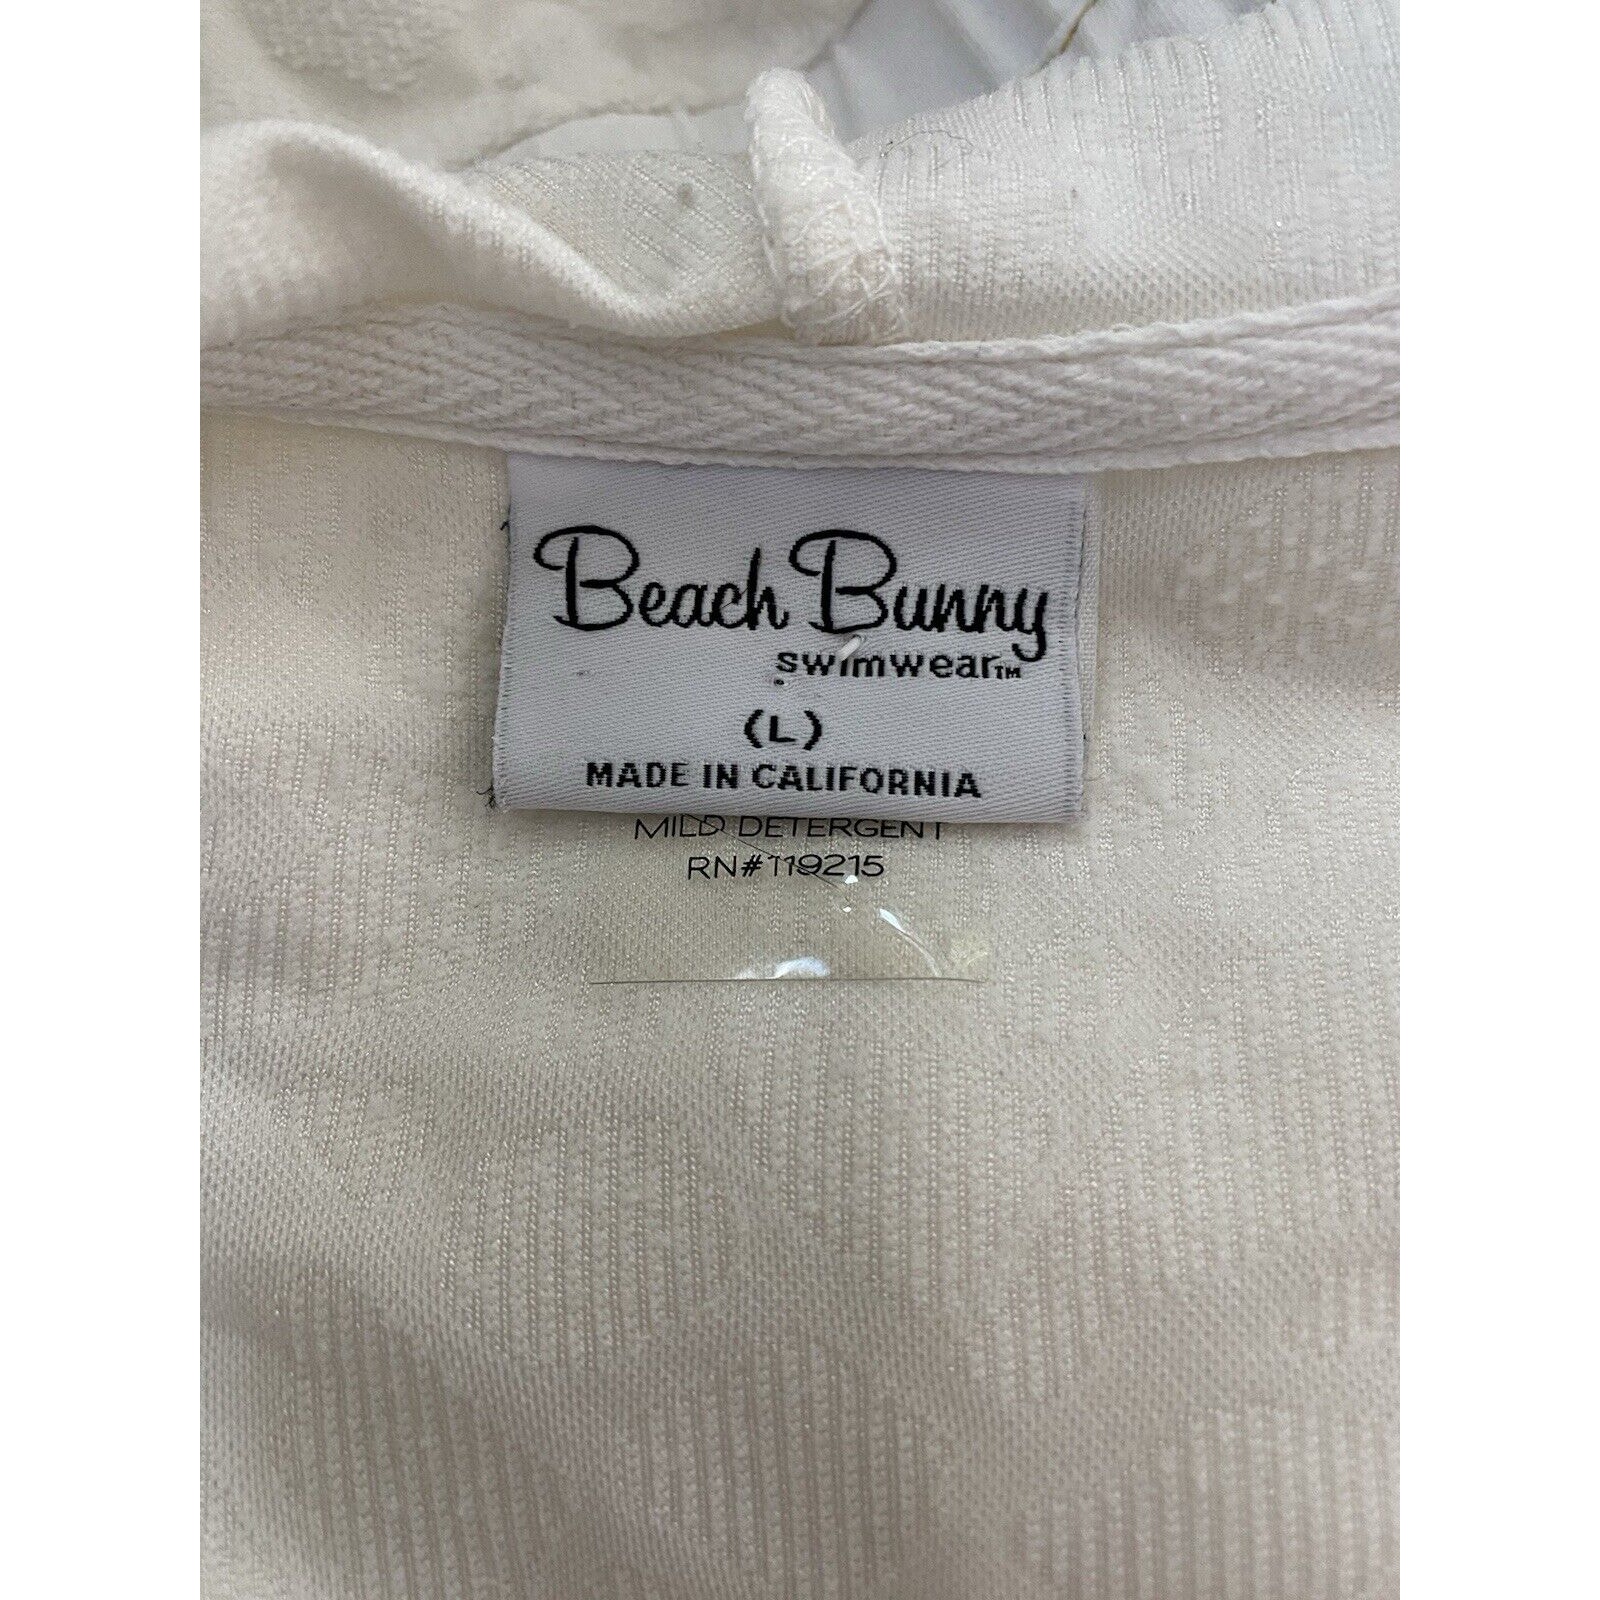 Beach Bunny
swimwear™
(L)
MADE IN CALIFORNIA
MILD DETERGENT
RN#119215